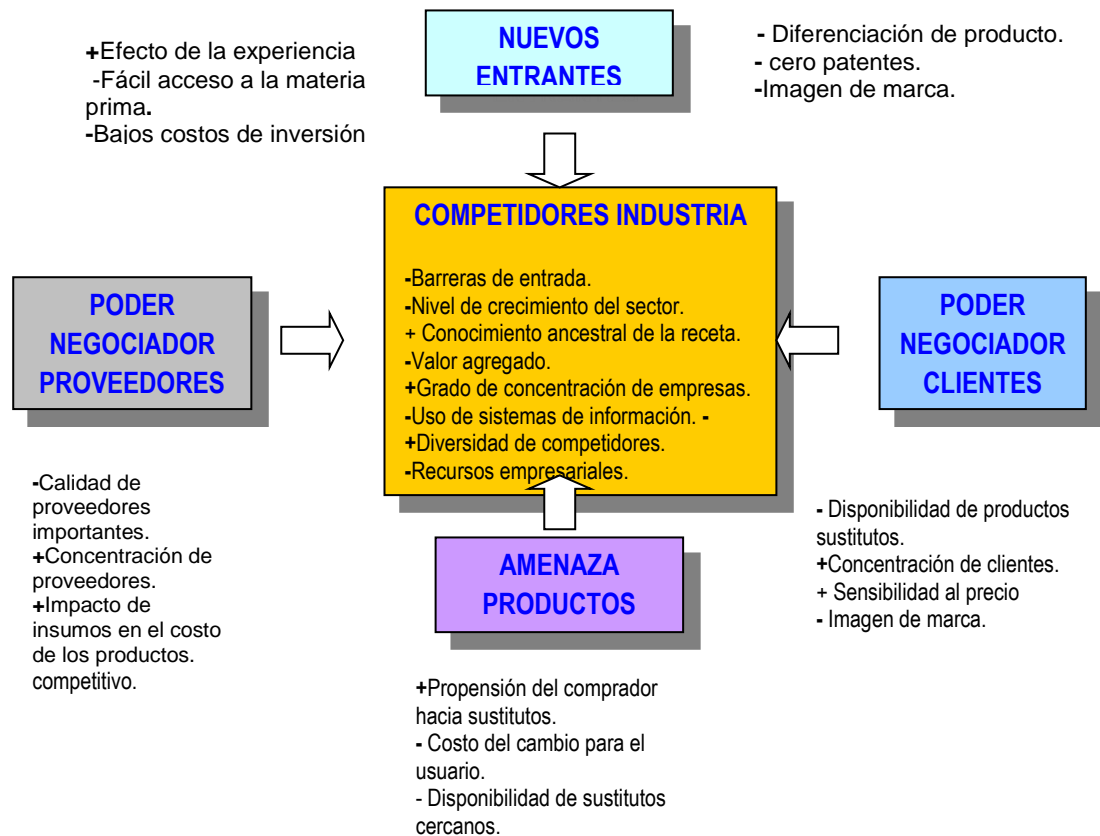 NUEVOS
ENTRANTES
+Efecto de la experiencia
-Fácil acceso a la materia
prima.
-Bajos costos de inversión
- Diferenciación de producto.
- cero patentes.
-Imagen de marca.
COMPETIDORES INDUSTRIA
-Barreras de entrada.
-Nivel de crecimiento del sector.
+ Conocimiento ancestral de la receta.
-Valor agregado.
+Grado de concentración de empresas.
-Uso de sistemas de información. -
+Diversidad de competidores.
-Recursos empresariales.
PODER
NEGOCIADOR
PROVEEDORES
-Calidad de
proveedores
importantes.
+Concentración de
proveedores.
+Impacto de
insumos en el costo
de los productos.
competitivo.
PODER
NEGOCIADOR
CLIENTES
- Disponibilidad de productos
sustitutos.
+Concentración de clientes.
+ Sensibilidad al precio
- Imagen de marca.
AMENAZA
PRODUCTOS
+Propensión del comprador
hacia sustitutos.
- Costo del cambio para el
usuario.
- Disponibilidad de sustitutos
cercanos.